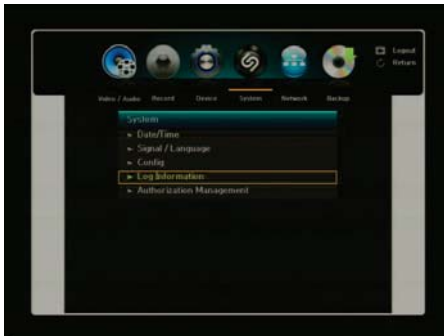 Logout
Return
Video / Audio Record Device System Network Backup
System
Date/Time
Signal / Language
Config
Log Information
Authorization Management